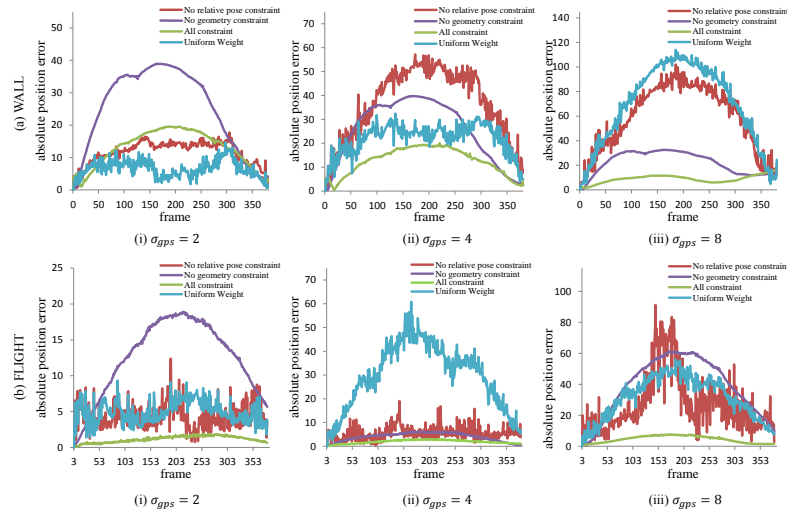 (a) WALL
absolute position error
50
40
30
20
10
0
0 50 100 150 200 250 300 350
frame
No relative pose constraint
No geometry constraint
All constraint
Uniform Weight
(i) σgps = 2
absolute position error
70
60
50
40
30
20
10
0
0 50 100 150 200 250 300 350
frame
No relative pose constraint
No geometry constraint
All constraint
Uniform Weight
(ii) σgps = 4
absolute position error
140
120
100
80
60
40
20
0
0 50 100 150 200 250 300 350
frame
No relative pose constraint
No geometry constraint
All constraint
Uniform Weight
(iii) σgps = 8
(b) FLIGHT
absolute position error
25
20
15
10
5
0
3 53 103 153 203 253 303 353
frame
No relative pose constraint
No geometry constraint
All constraint
Uniform Weight
(i) σgps = 2
absolute position error
70
60
50
40
30
20
10
0
3 53 103 153 203 253 303 353
frame
No relative pose constraint
No geometry constraint
All constraint
Uniform Weight
(ii) σgps = 4
absolute position error
100
80
60
40
20
0
3 53 103 153 203 253 303 353
frame
No relative pose constraint
No geometry constraint
All constraint
Uniform Weight
(iii) σgps = 8